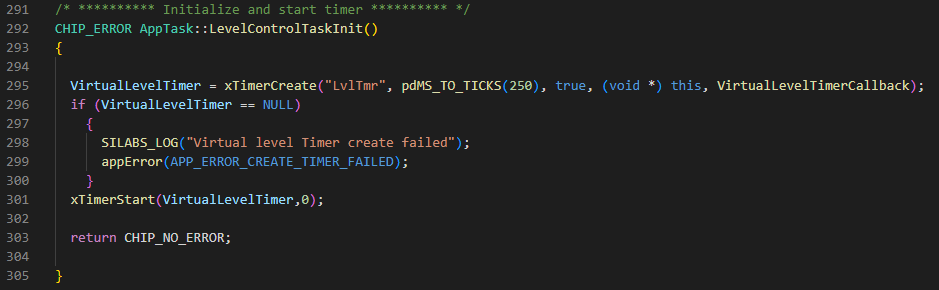 291 /* ********** Initialize and start timer ********** */
292 CHIP_ERROR AppTask::LevelControlTaskInit()
293 {
294
295 VirtualLevelTimer = xTimerCreate("LvlTmr", pdMS_TO_TICKS(250), true, (void *) this, VirtualLevelTimerCallback);
296 if (VirtualLevelTimer == NULL)
297 {
298 SILABS_LOG("Virtual level Timer create failed");
299 appError(APP_ERROR_CREATE_TIMER_FAILED);
300 }
301 xTimerStart(VirtualLevelTimer,0);
302
303 return CHIP_NO_ERROR;
304
305 }